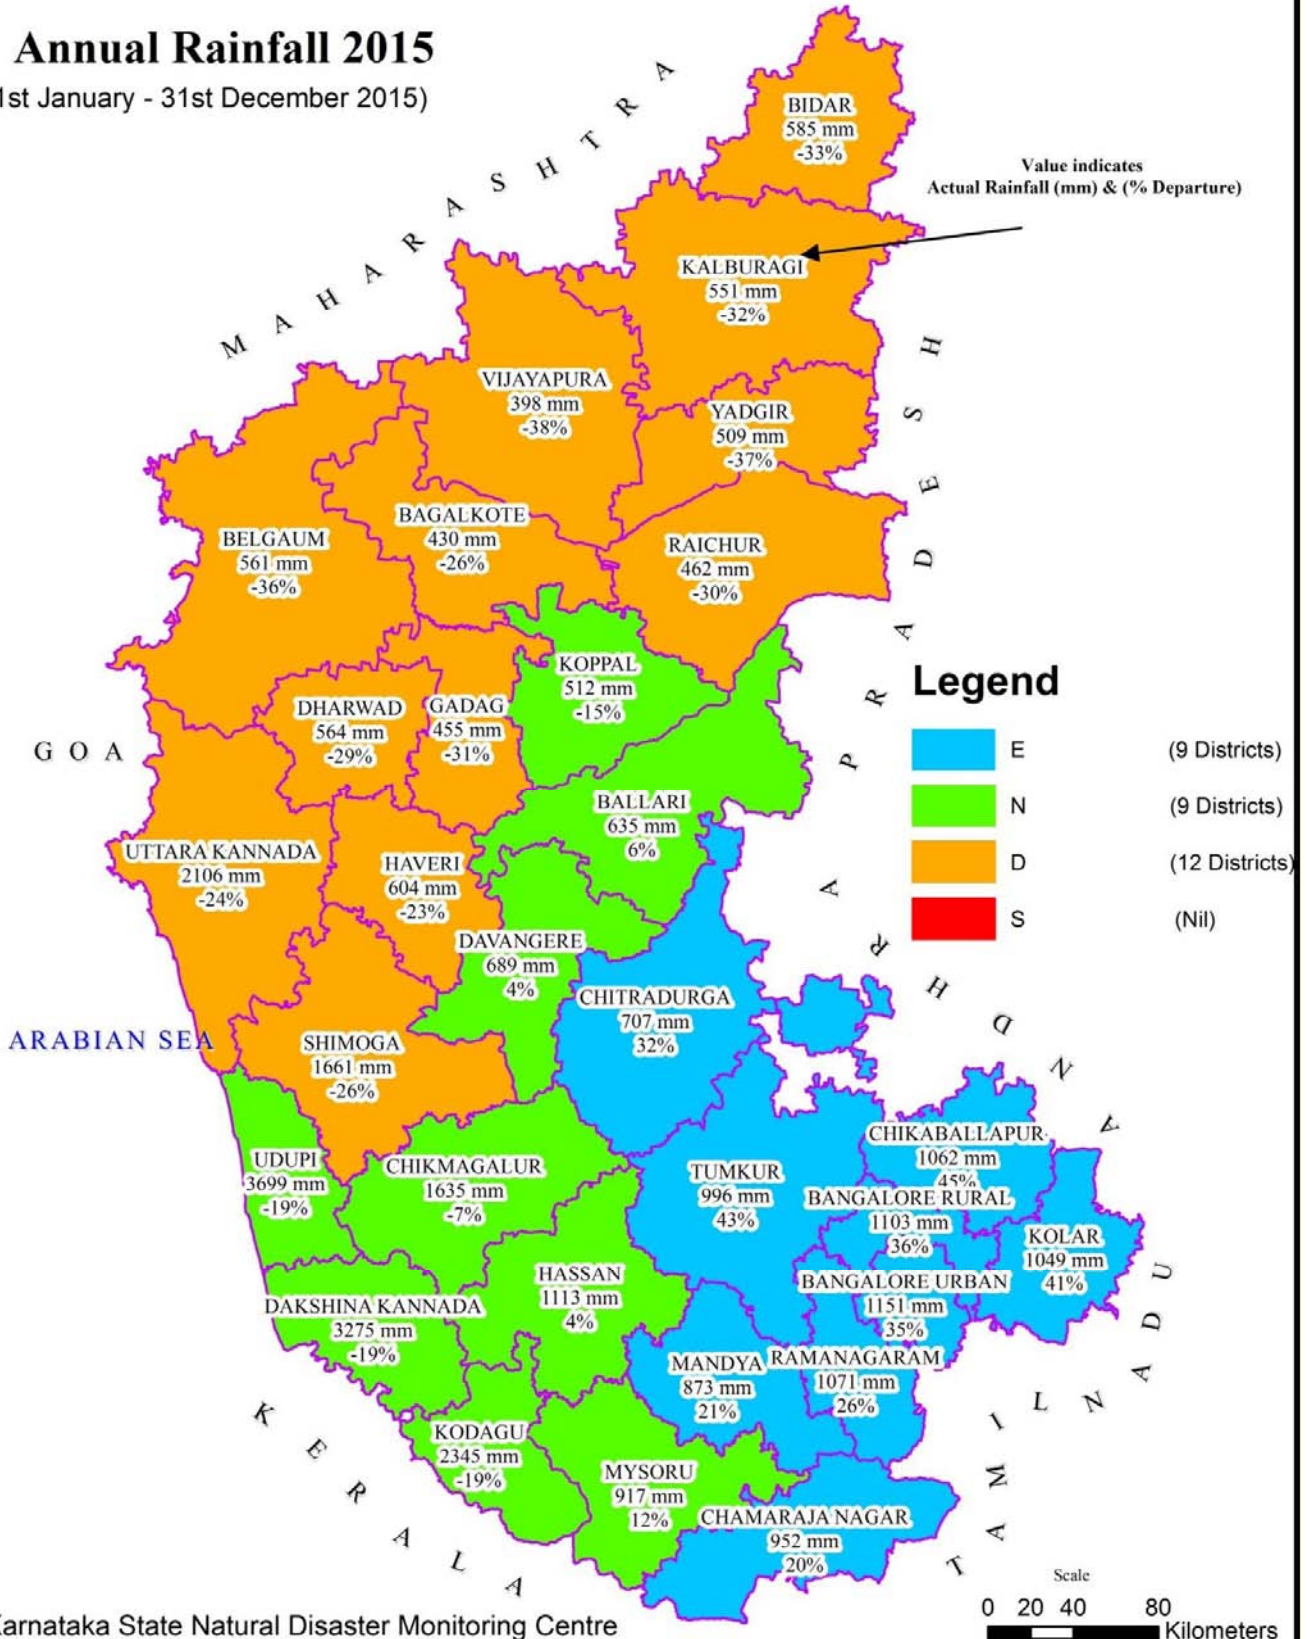 Annual Rainfall 2015
1st January - 31st December 2015)
MAHARASHTRA
BIDAR
585 mm
-33%
Value indicates
Actual Rainfall (mm) & (% Departure)
KALBURAGI
551 mm
-32%
VIJAYAPURA
398 mm
-38%
YADGIR
509 mm
-37%
BAGALKOTE
430 mm
-26%
BELGAUM
561 mm
-36%
RAICHUR
462 mm
-30%
ANDHRA PRADESH
KOPPAL
512 mm
-15%
DHARWAD
564 mm
-29%
GADAG
455 mm
-31%
GOA
Legend
E (9 Districts)
N (9 Districts)
D (12 Districts)
S (Nil)
BALLARI
635 mm
6%
UTTARA KANNADA
2106 mm
-24%
HAVERI
604 mm
-23%
DAVANGERE
689 mm
4%
CHITRADURGA
707 mm
32%
ARABIAN SEA
SHIMOGA
1661 mm
-26%
UDUPI
3699 mm
-19%
CHIKMAGALUR
1635 mm
-7%
TUMKUR
996 mm
43%
CHIKABALLAPUR
1062 mm
45%
BANGALORE RURAL
1103 mm
36%
KOLAR
1049 mm
41%
HASSAN
1113 mm
4%
BANGALORE URBAN
1151 mm
35%
DAKSHINA KANNADA
3275 mm
-19%
MANDYA
873 mm
21%
RAMANAGARAM
1071 mm
26%
KODAGU
2345 mm
-19%
MYSORU
917 mm
12%
CHAMARAJA NAGAR
952 mm
20%
KERALA
TAMIL NADU
Scale
0 20 40 80
Kilometers
Karnataka State Natural Disaster Monitoring Centre